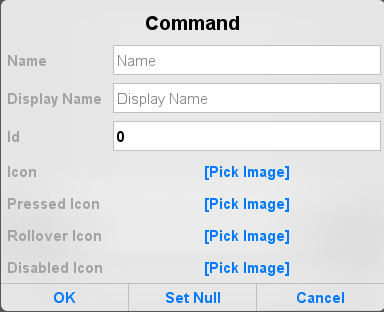 Command
Name Name
Display Name Display Name
Id 0
Icon [Pick Image]
Pressed Icon [Pick Image]
Rollover Icon [Pick Image]
Disabled Icon [Pick Image]
OK Set Null Cancel